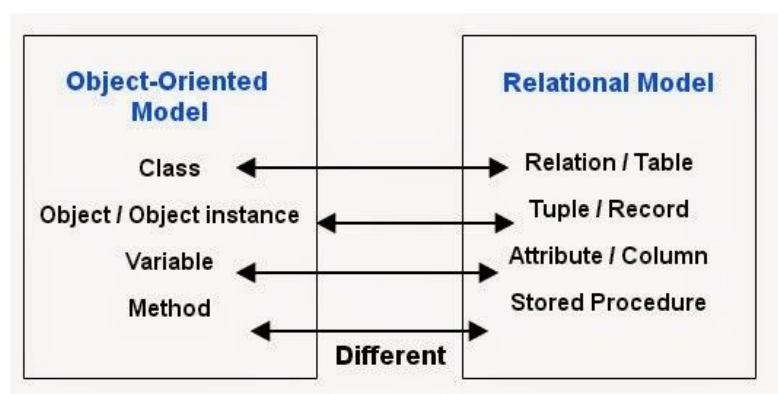 Object-Oriented
Model
Class
Object / Object instance
Variable
Method
Relational Model
Relation / Table
Tuple / Record
Attribute / Column
Stored Procedure
Different